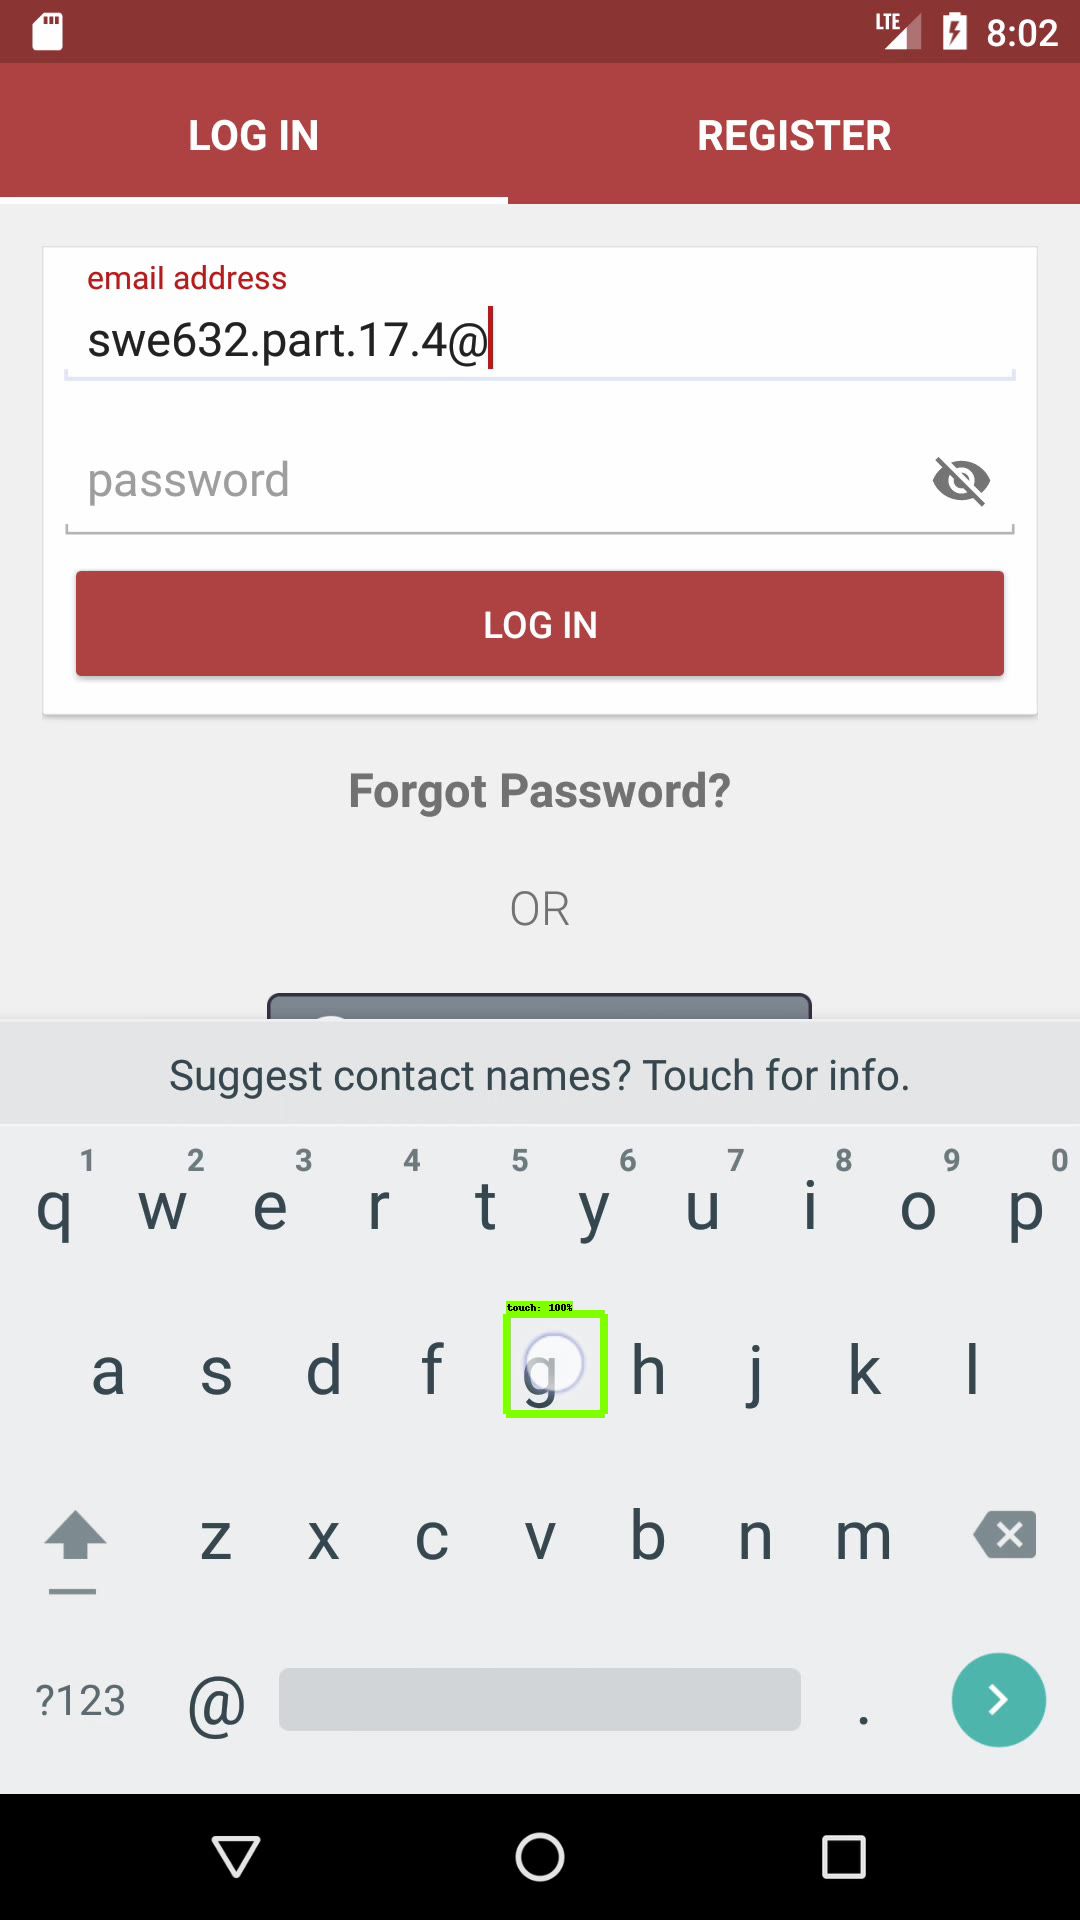 LTE 8:02
LOG IN REGISTER
email address
swe632.part.17.4@
password
LOG IN
Forgot Password?
OR
Suggest contact names? Touch for info.
1 2 3 4 5 6 7 8 9 0
q w e r t y u i o p
touch: 100%
a s d f g h j k l
z x c v b n m
?123 @ .